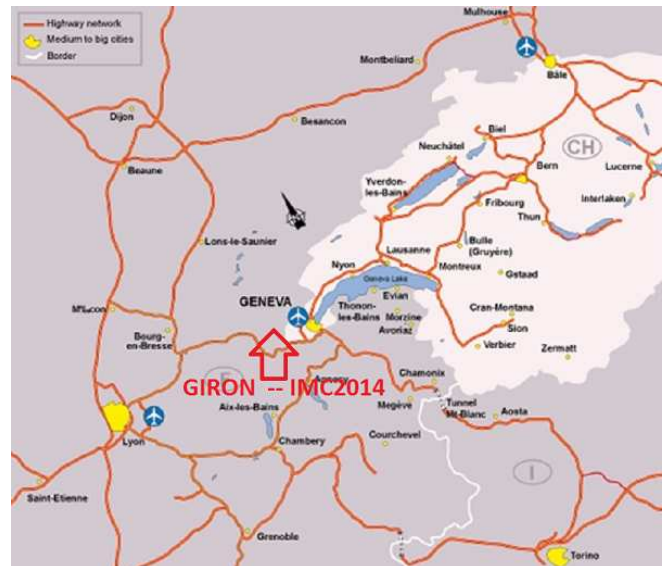 Highway network
Medium to big cities
Border
Mulhouse
Montbeliard
Bâle
Dijon
Besancon
Biel
Neuchâtel
CH
Beaune
Bern
Lucerne
Yverdon-
les-Bains
Fribourg
Interlaken
Thun
Lons-le-Saunier
Lausanne
Bulle
(Gruyère)
Nyon
Montreux
Geneva Lake
Gstaad
GENEVA
Evian
Thonon-
les-Bains
Morzine
Avoriaz
Cran-Montana
Sion
M‰con
Bourg-
en-Bresse
Verbier
Zermatt
F
Annecy
Chamonix
GIRON -- IMC2014
Megève
Tunnel
Mt-Blanc
Aosta
Aix-les-Bains
Lyon
Chambery
Courchevel
I
Saint-Etienne
Grenoble
Torino